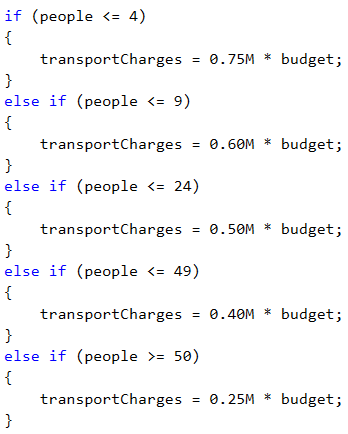 if (people <= 4)
{
    transportCharges = 0.75M * budget;
}
else if (people <= 9)
{
    transportCharges = 0.60M * budget;
}
else if (people <= 24)
{
    transportCharges = 0.50M * budget;
}
else if (people <= 49)
{
    transportCharges = 0.40M * budget;
}
else if (people >= 50)
{
    transportCharges = 0.25M * budget;
}